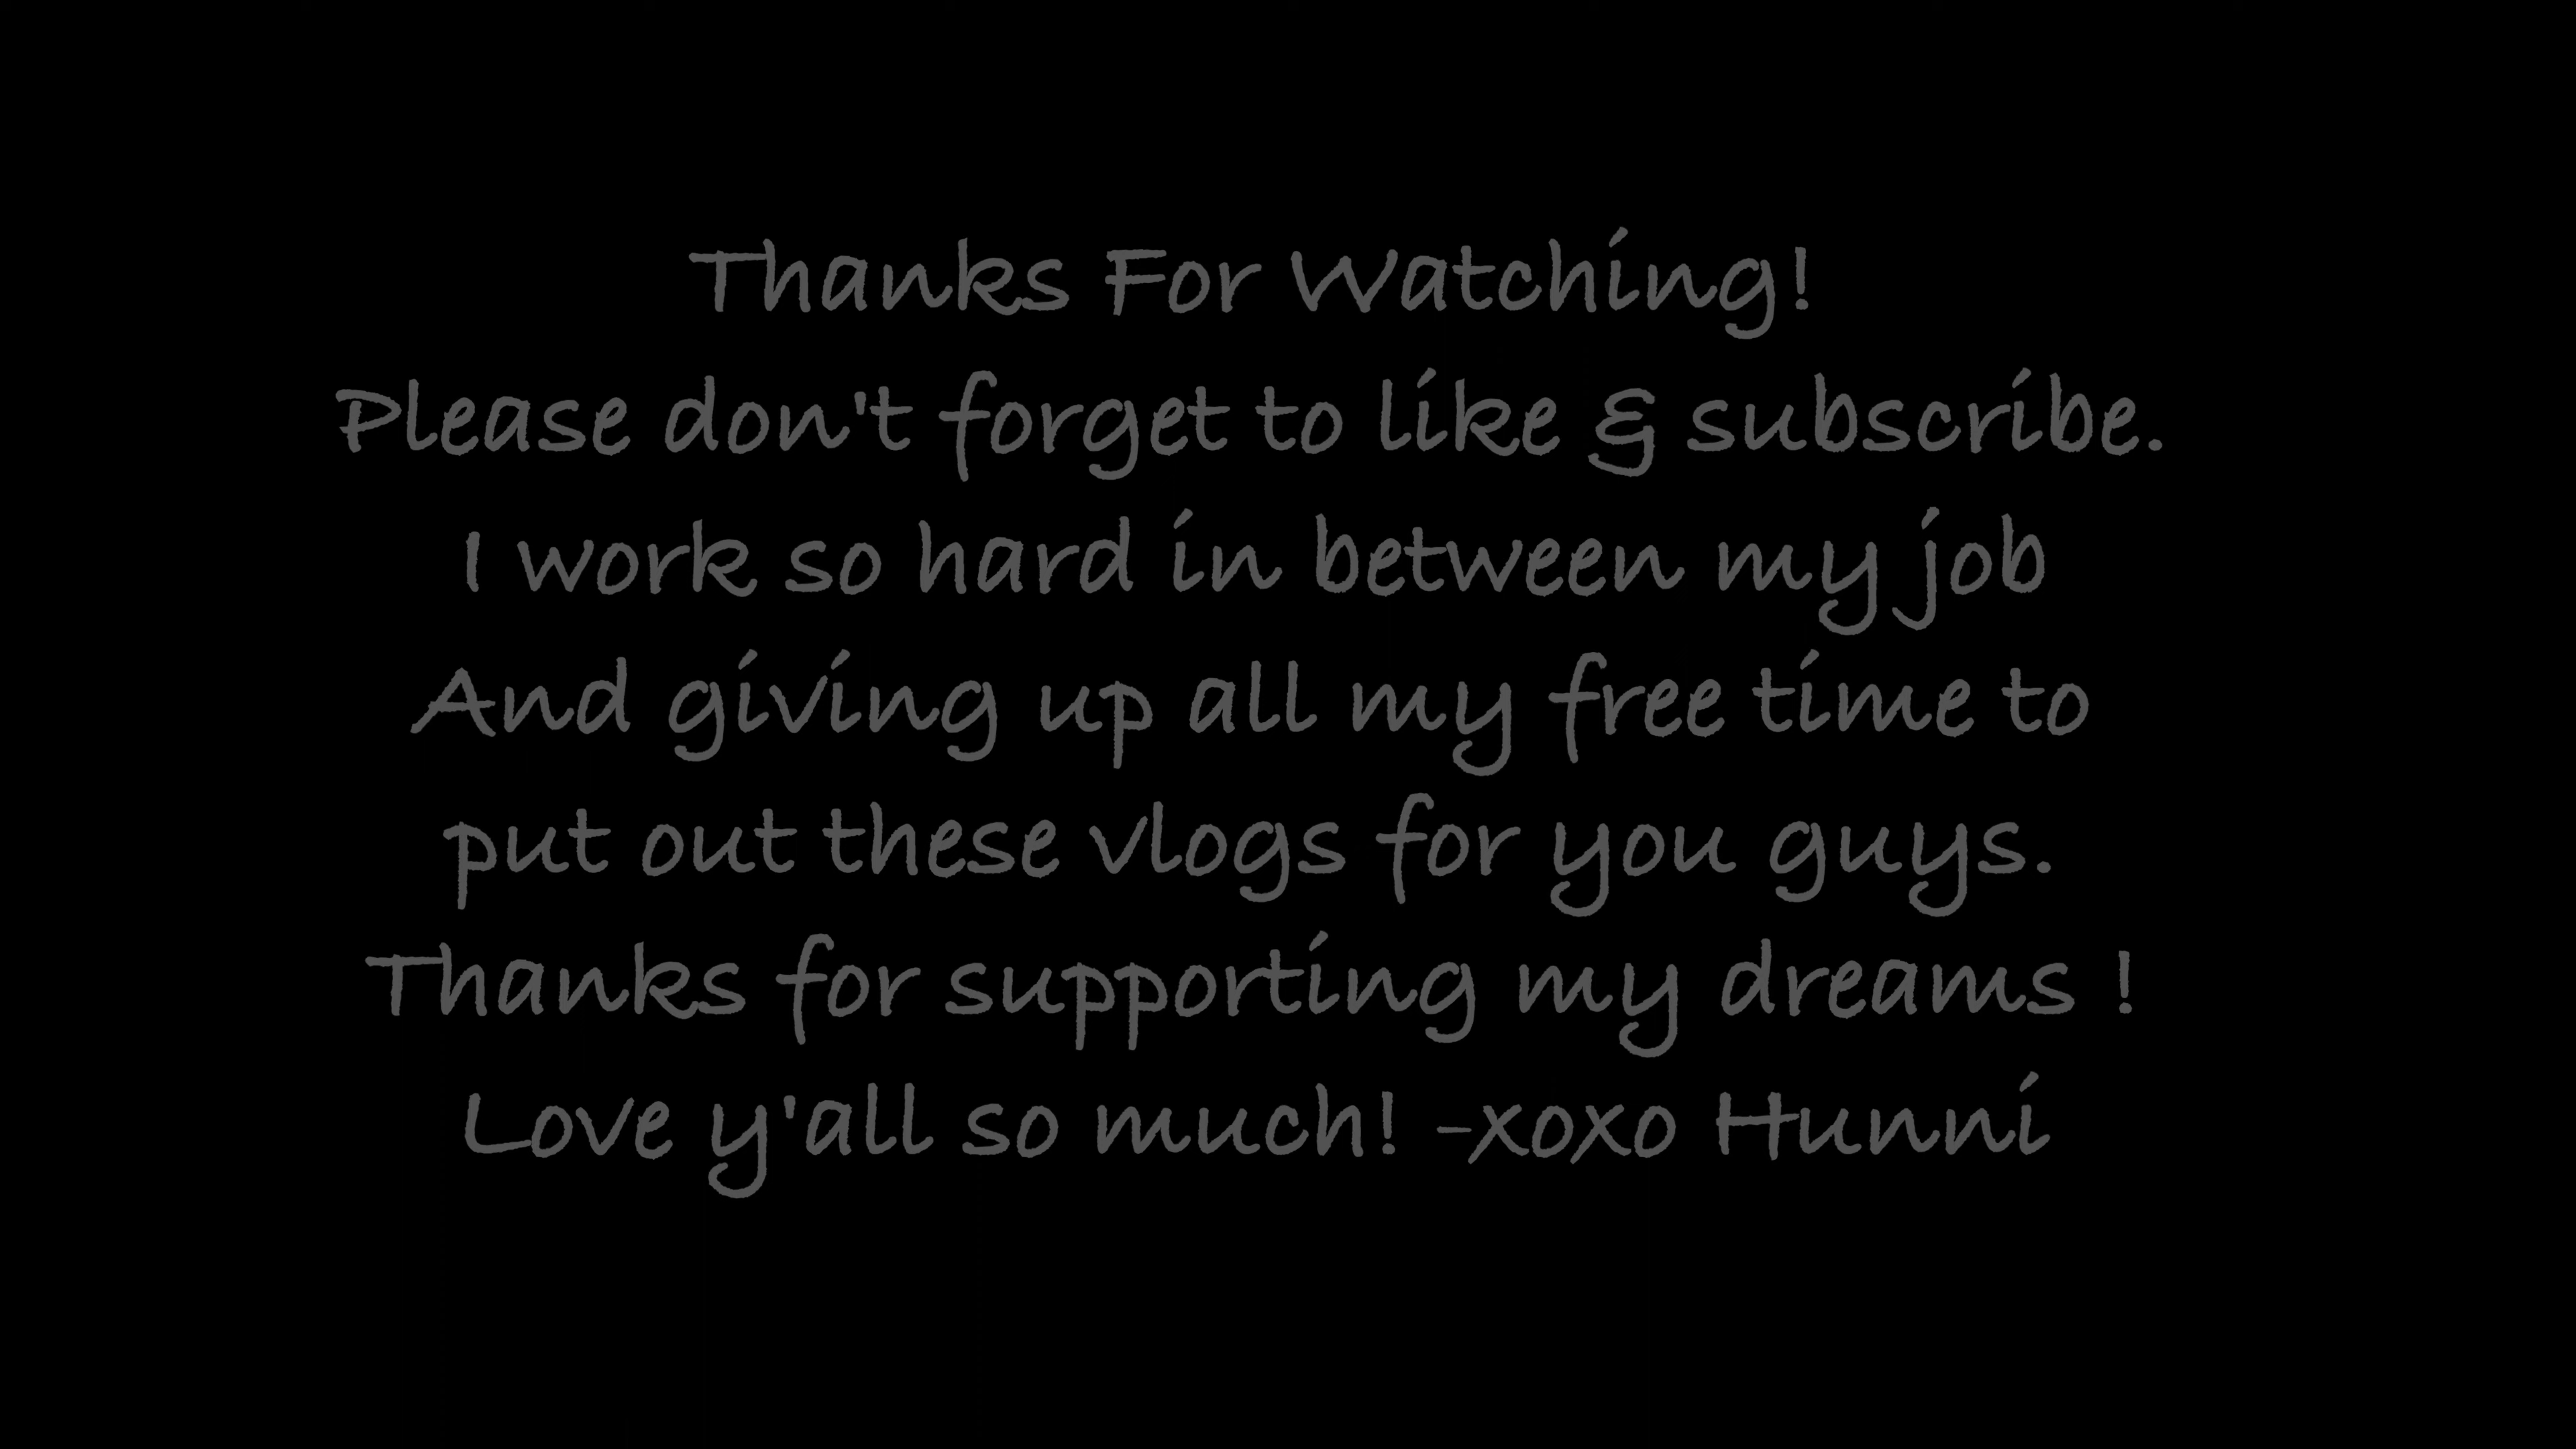 Thanks For Watching!
Please don't forget to like & subscribe.
I work so hard in between my job
And giving up all my free time to
put out these vlogs for you guys.
Thanks for supporting my dreams !
Love y'all so much! -xoxo Hunni